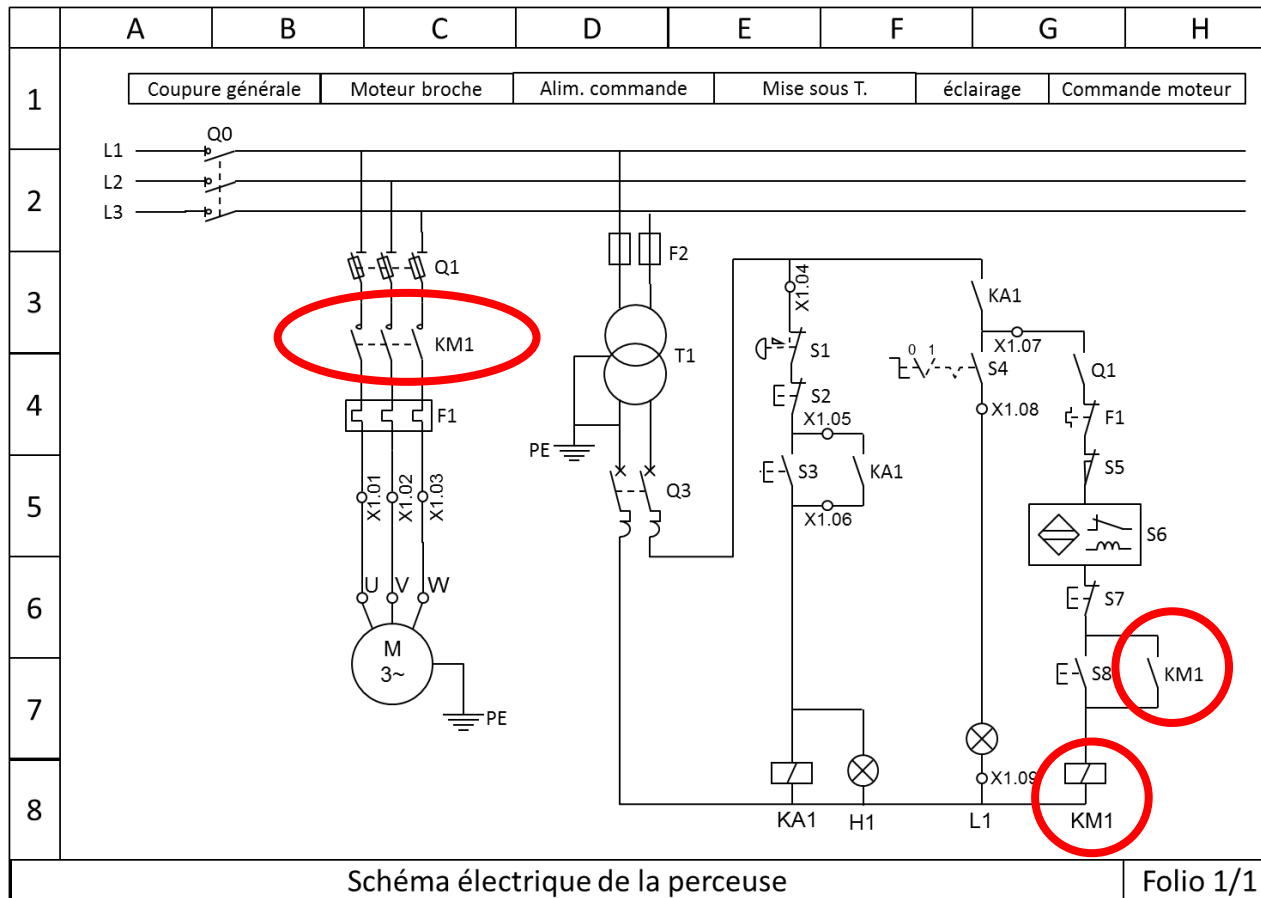 A B C D E F G H
1
Coupure générale Moteur broche Alim. commande Mise sous T. éclairage Commande moteur
Q0
L1
2
L2
L3
F2
Q1
X1.04
3
KA1
KM1
T1
S1
X1.07
0 1
S4
Q1
S2
4
F1
X1.05
X1.08
F1
PE
S3
KA1
S5
X1.01
X1.02
X1.03
Q3
5
X1.06
S6
U V W
6
S7
M
3~
S8
KM1
7
PE
X1.09
8
KA1 H1 L1 KM1
Schéma électrique de la perceuse
Folio 1/1